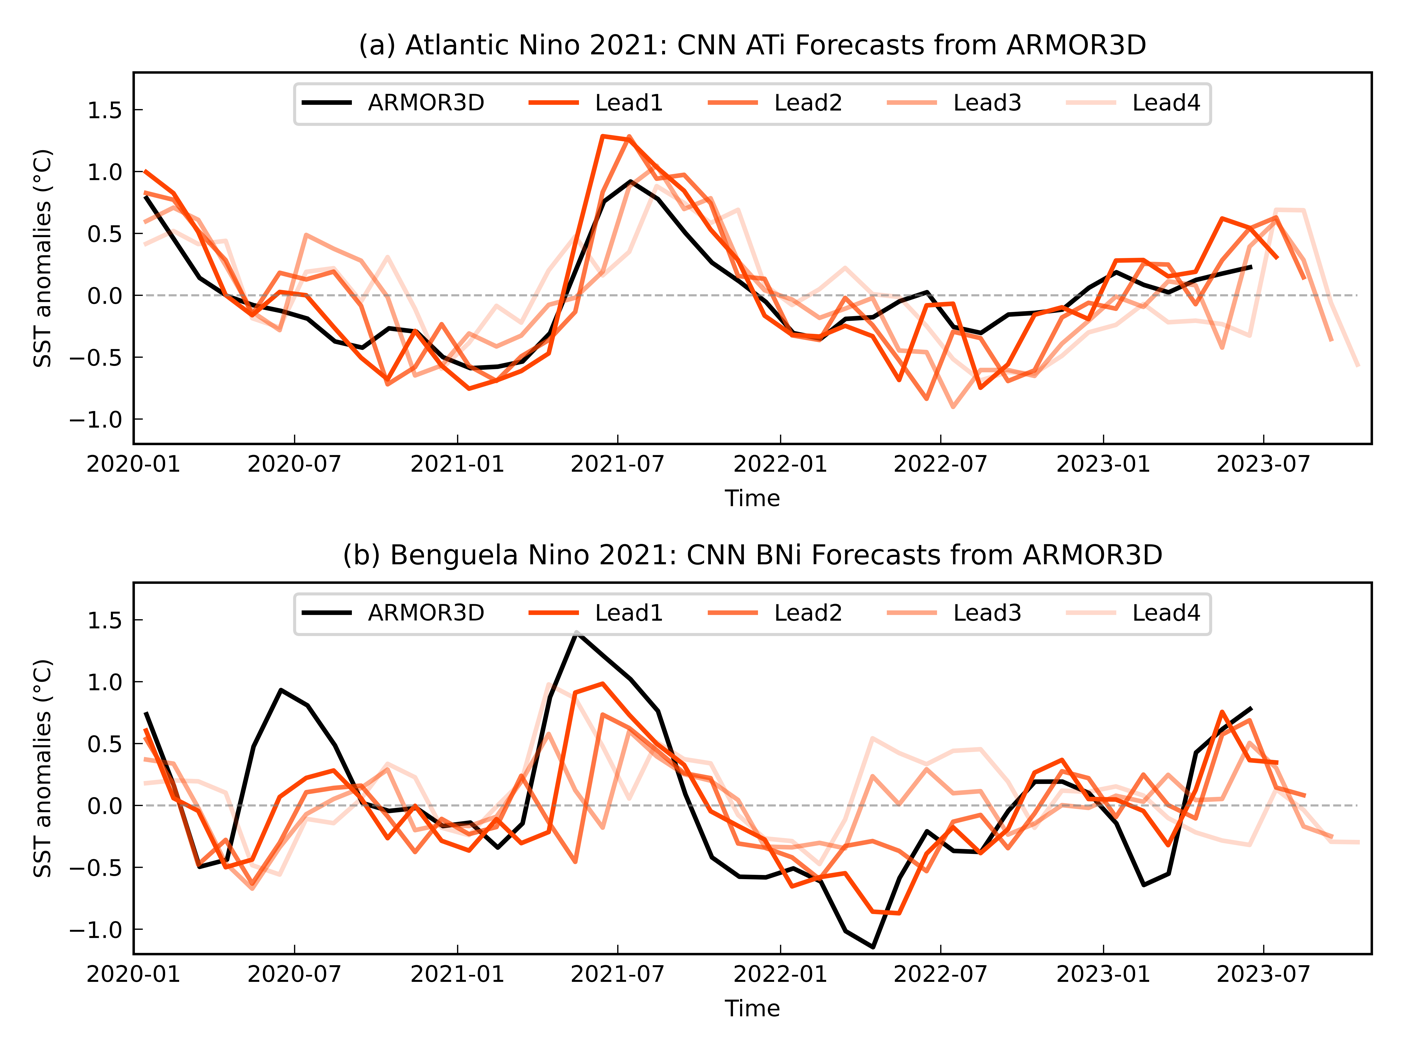 (a) Atlantic Nino 2021: CNN ATi Forecasts from ARMOR3D
ARMOR3D Lead1 Lead2 Lead3 Lead4
SST anomalies (°C)
1.5
1.0
0.5
0.0
−0.5
−1.0
2020-01 2020-07 2021-01 2021-07 2022-01 2022-07 2023-01 2023-07
Time
(b) Benguela Nino 2021: CNN BNi Forecasts from ARMOR3D
ARMOR3D Lead1 Lead2 Lead3 Lead4
SST anomalies (°C)
1.5
1.0
0.5
0.0
−0.5
−1.0
2020-01 2020-07 2021-01 2021-07 2022-01 2022-07 2023-01 2023-07
Time